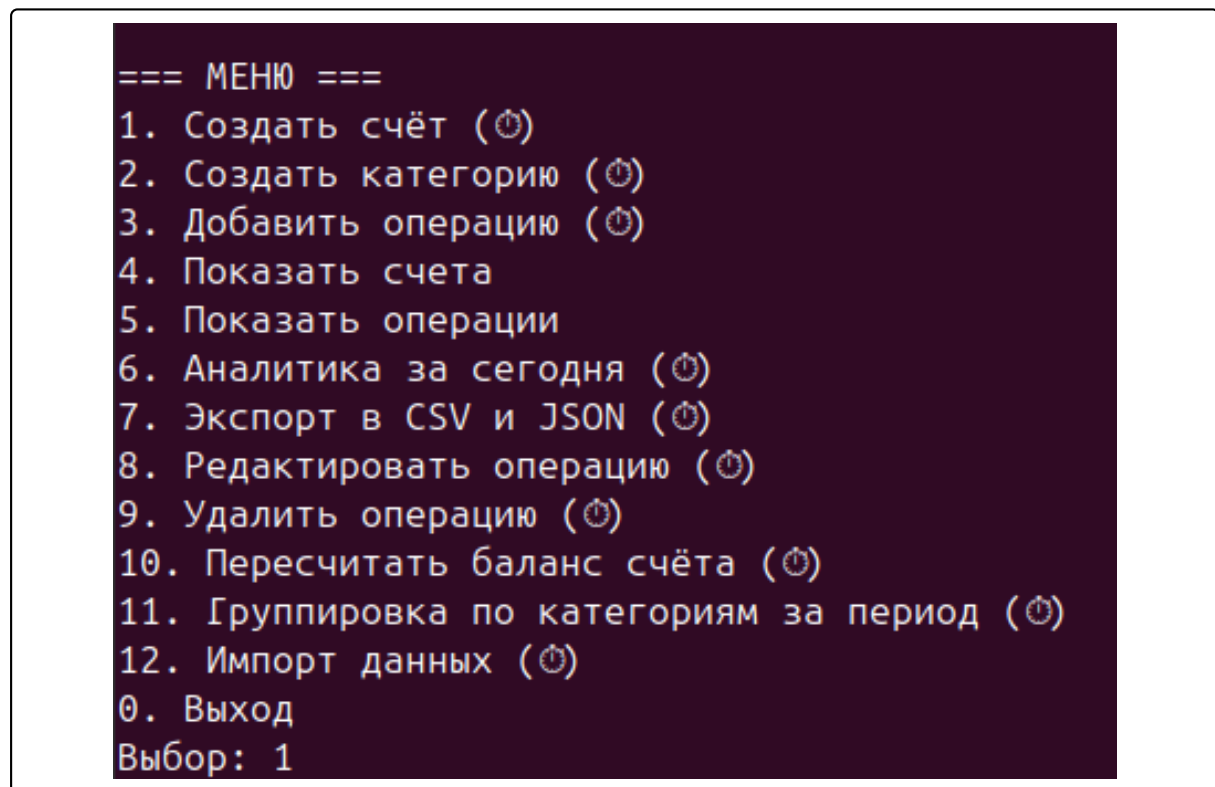 === МЕНЮ ===
1. Создать счёт (⏱)
2. Создать категорию (⏱)
3. Добавить операцию (⏱)
4. Показать счета
5. Показать операции
6. Аналитика за сегодня (⏱)
7. Экспорт в CSV и JSON (⏱)
8. Редактировать операцию (⏱)
9. Удалить операцию (⏱)
10. Пересчитать баланс счёта (⏱)
11. Группировка по категориям за период (⏱)
12. Импорт данных (⏱)
0. Выход
Выбор: 1